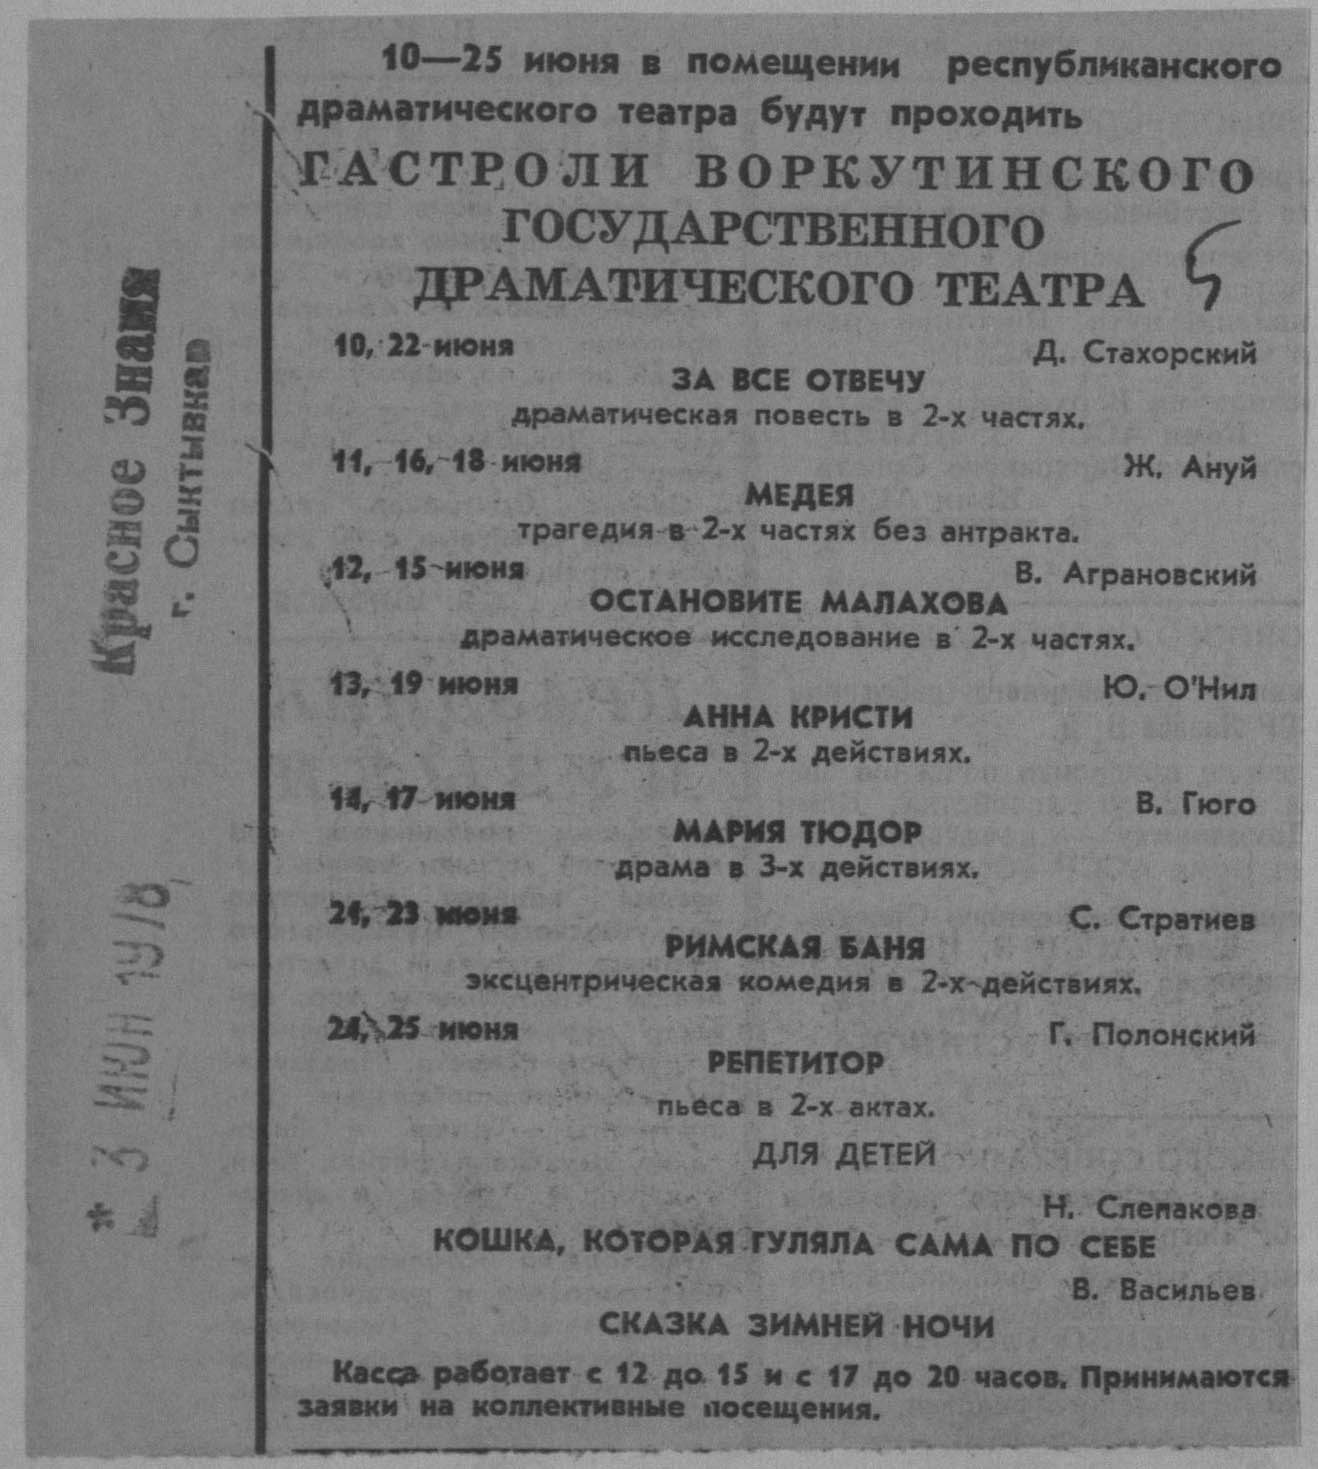 10—25 июня в помещении республиканского
драматического театра будут проходить
ГАСТРОЛИ ВОРКУТИНСКОГО
ГОСУДАРСТВЕННОГО
ДРАМАТИЧЕСКОГО ТЕАТРА
10, 22 июня Д. Стахорский
ЗА ВСЕ ОТВЕЧУ
драматическая повесть в 2-х частях.
11, 16, 18 июня Ж. Ануй
МЕДЕЯ
трагедия в 2-х частях без антракта.
12, 15 июня В. Аграновский
ОСТАНОВИТЕ МАЛАХОВА
драматическое исследование в 2-х частях.
13, 19 июня Ю. О'Нил
АННА КРИСТИ
пьеса в 2-х действиях.
14, 17 июня В. Гюго
МАРИЯ ТЮДОР
драма в 3-х действиях.
21, 23 июня С. Стратиев
РИМСКАЯ БАНЯ
эксцентрическая комедия в 2-х действиях.
24, 25 июня Г. Полонский
РЕПЕТИТОР
пьеса в 2-х актах.
ДЛЯ ДЕТЕЙ
Н. Слепакова
КОШКА, КОТОРАЯ ГУЛЯЛА САМА ПО СЕБЕ
В. Васильев
СКАЗКА ЗИМНЕЙ НОЧИ
Касса работает с 12 до 15 и с 17 до 20 часов. Принимаются
заявки на коллективные посещения.
Красное Знамя
г. Сыктывкар
* 3 ИЮН 1978